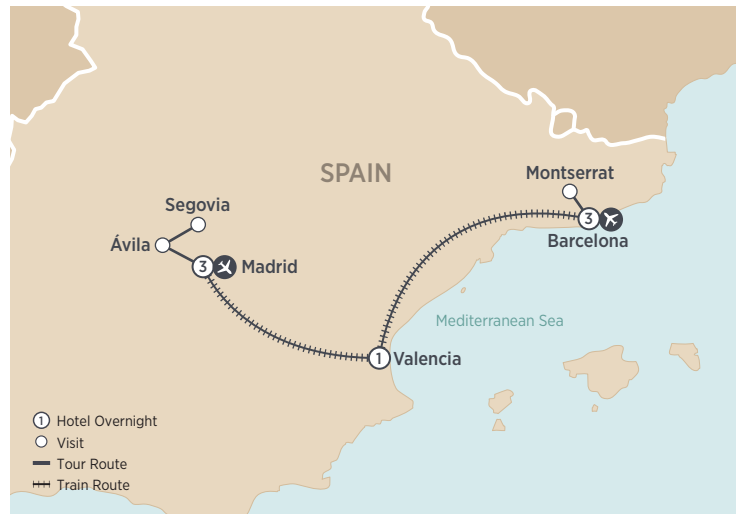 SPAIN
Montserrat
Segovia
3
Ávila
Barcelona
3 Madrid
Mediterranean Sea
1 Valencia
1 Hotel Overnight
Visit
Tour Route
Train Route